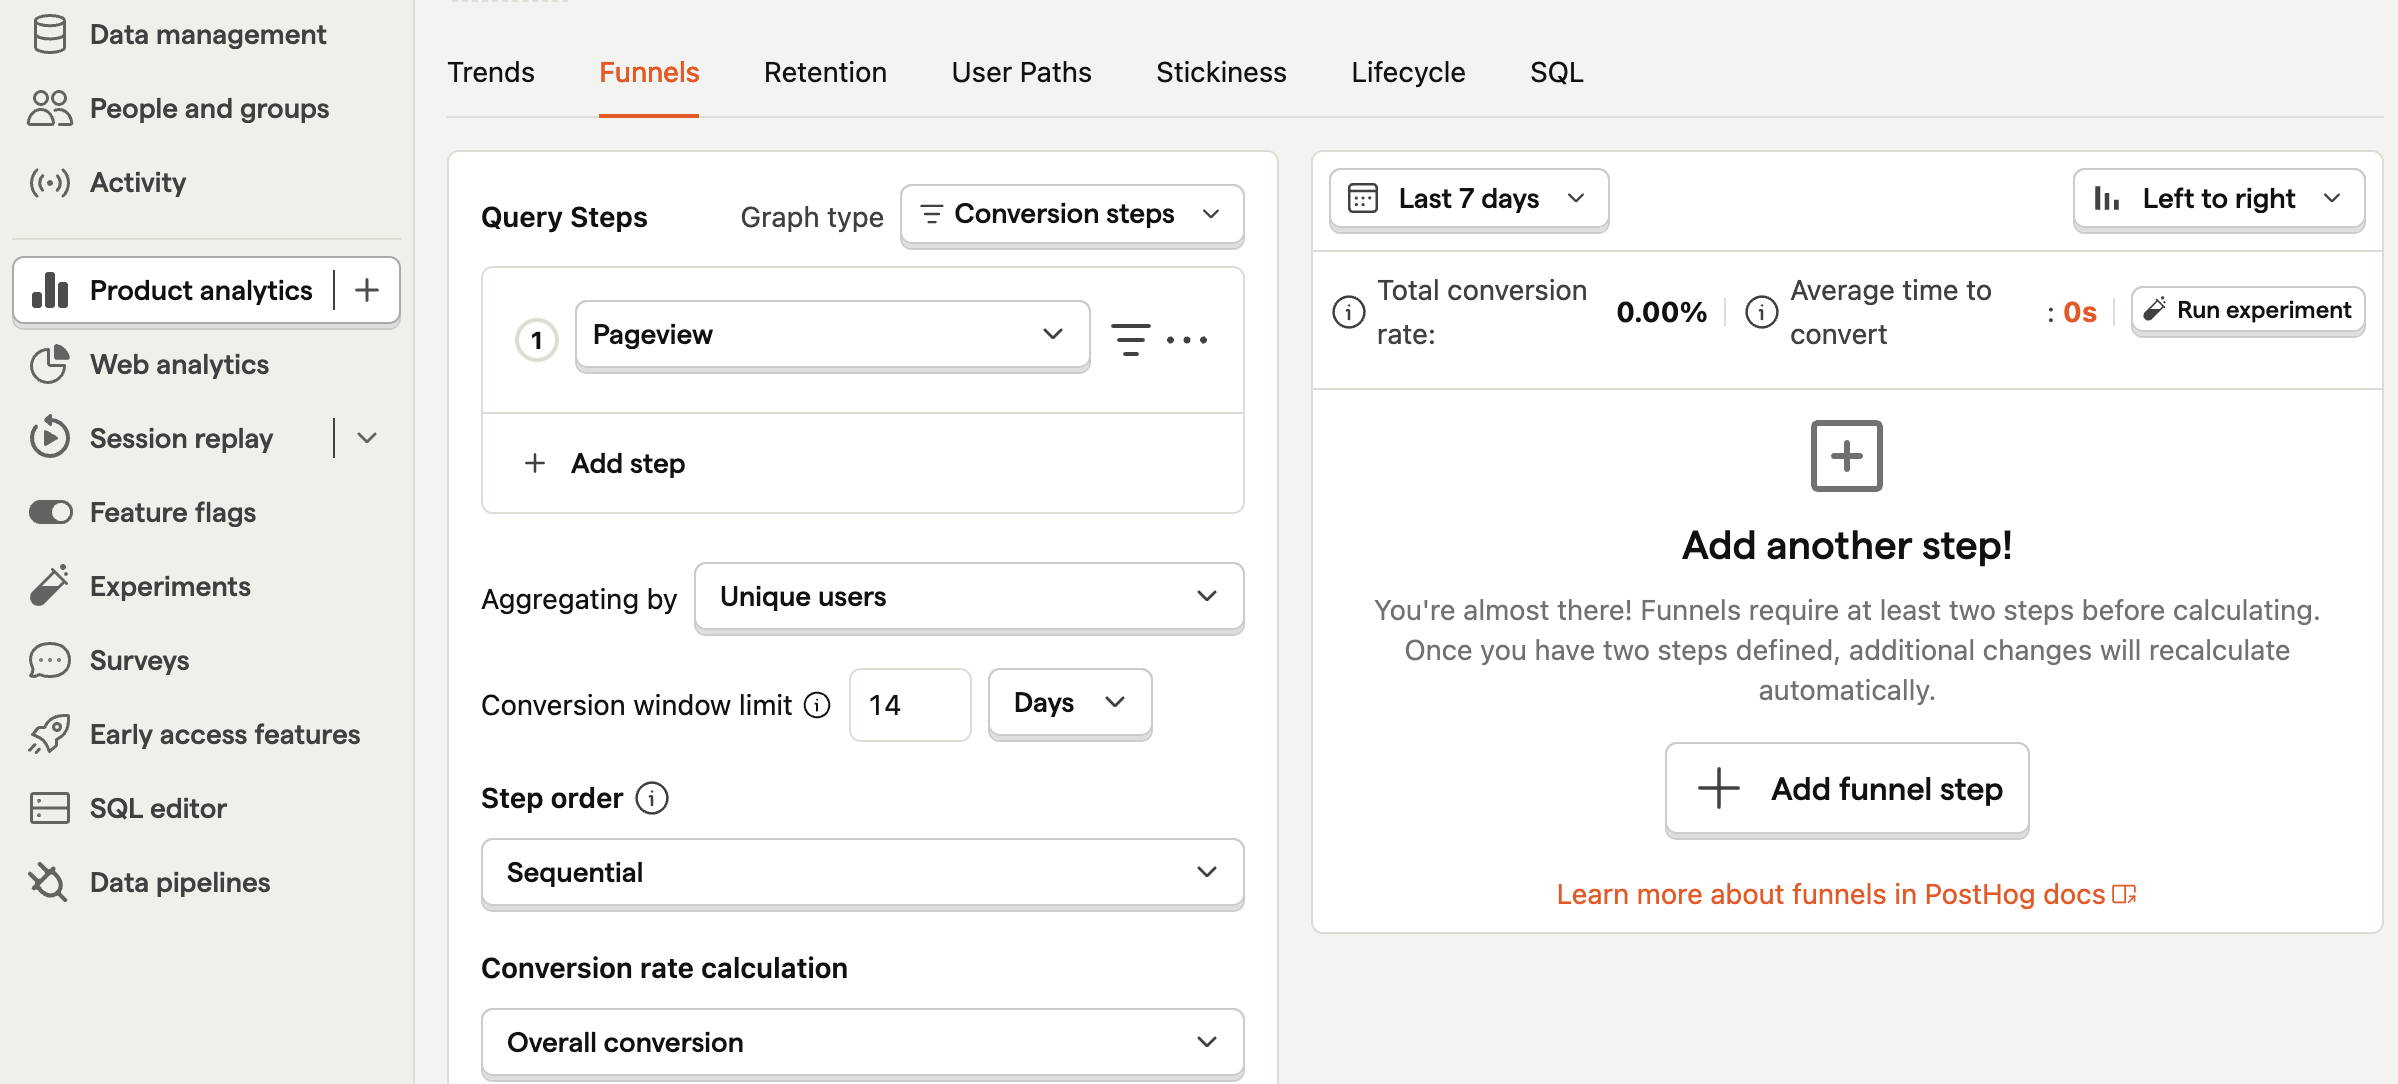 Data management
People and groups
Activity
Product analytics
Web analytics
Session replay
Feature flags
Experiments
Surveys
Early access features
SQL editor
Data pipelines
Trends
Funnels
Retention
User Paths
Stickiness
Lifecycle
SQL
Query Steps
Graph type
Conversion steps
1
Pageview
Add step
Aggregating by
Unique users
Conversion window limit
14
Days
Step order
Sequential
Conversion rate calculation
Overall conversion
Last 7 days
Left to right
Total conversion
rate:
0.00%
Average time to
convert
: 0s
Run experiment
Add another step!
You're almost there! Funnels require at least two steps before calculating.
Once you have two steps defined, additional changes will recalculate
automatically.
Add funnel step
Learn more about funnels in PostHog docs